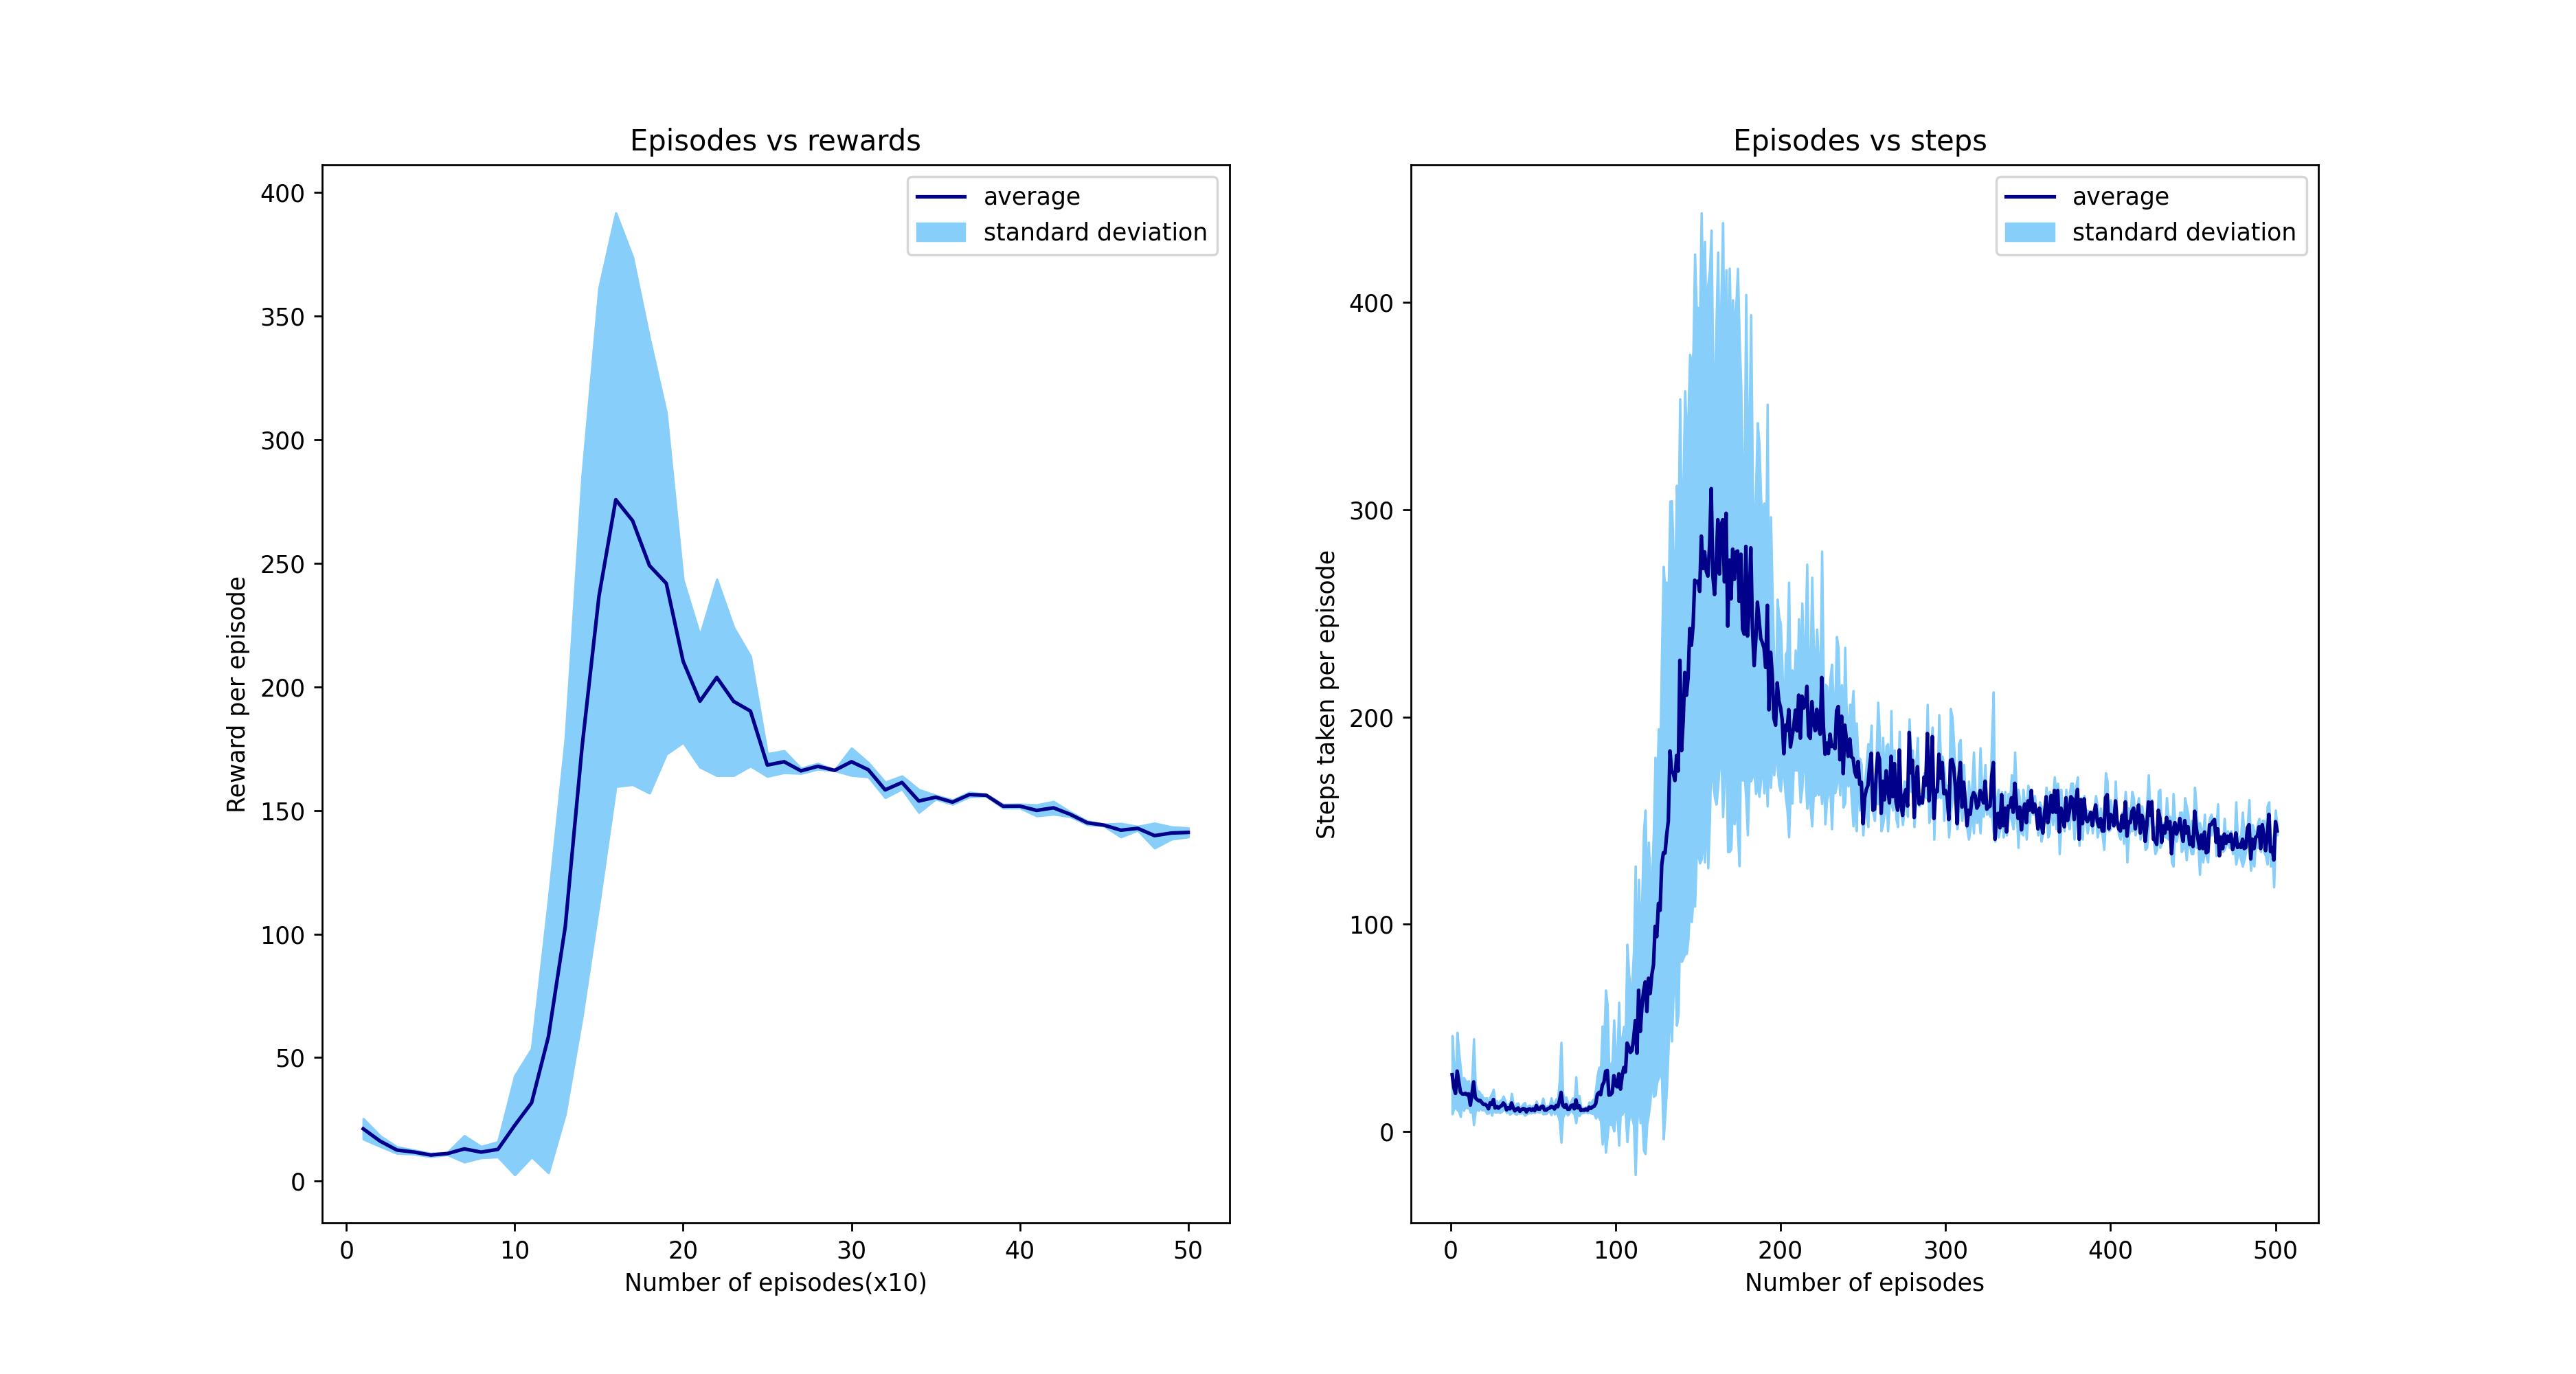 Episodes vs rewards
average
standard deviation
400
350
300
250
200
150
100
50
0
Reward per episode
0 10 20 30 40 50
Number of episodes(x10)
Episodes vs steps
average
standard deviation
400
300
200
100
0
Steps taken per episode
0 100 200 300 400 500
Number of episodes